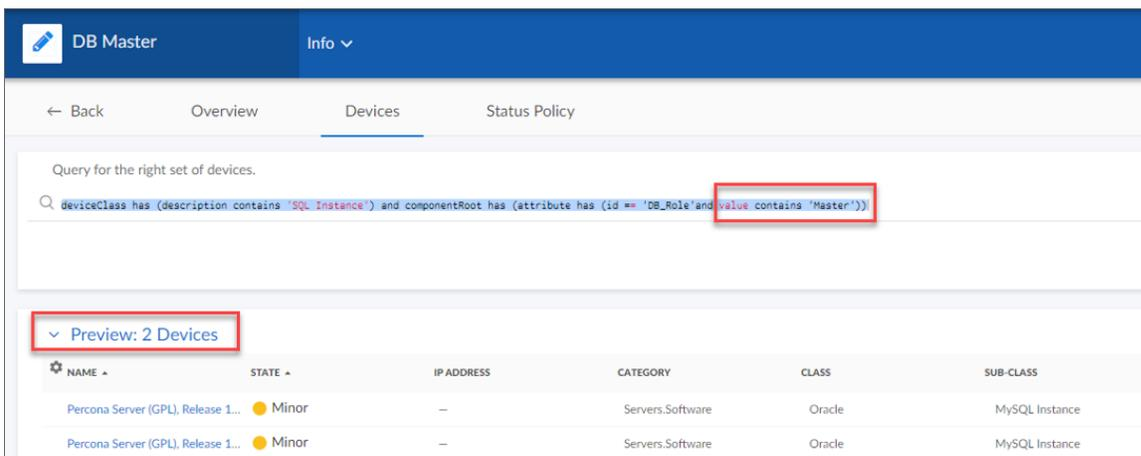 DB Master
Info
← Back Overview Devices Status Policy
Query for the right set of devices.
deviceClass has (description contains 'SQL Instance') and componentRoot has (attribute has (id == 'DB_Role'and value contains 'Master'))
Preview: 2 Devices
NAME STATE IP ADDRESS CATEGORY CLASS SUB-CLASS
Percona Server (GPL), Release 1... Minor — Servers.Software Oracle MySQL Instance
Percona Server (GPL), Release 1... Minor — Servers.Software Oracle MySQL Instance